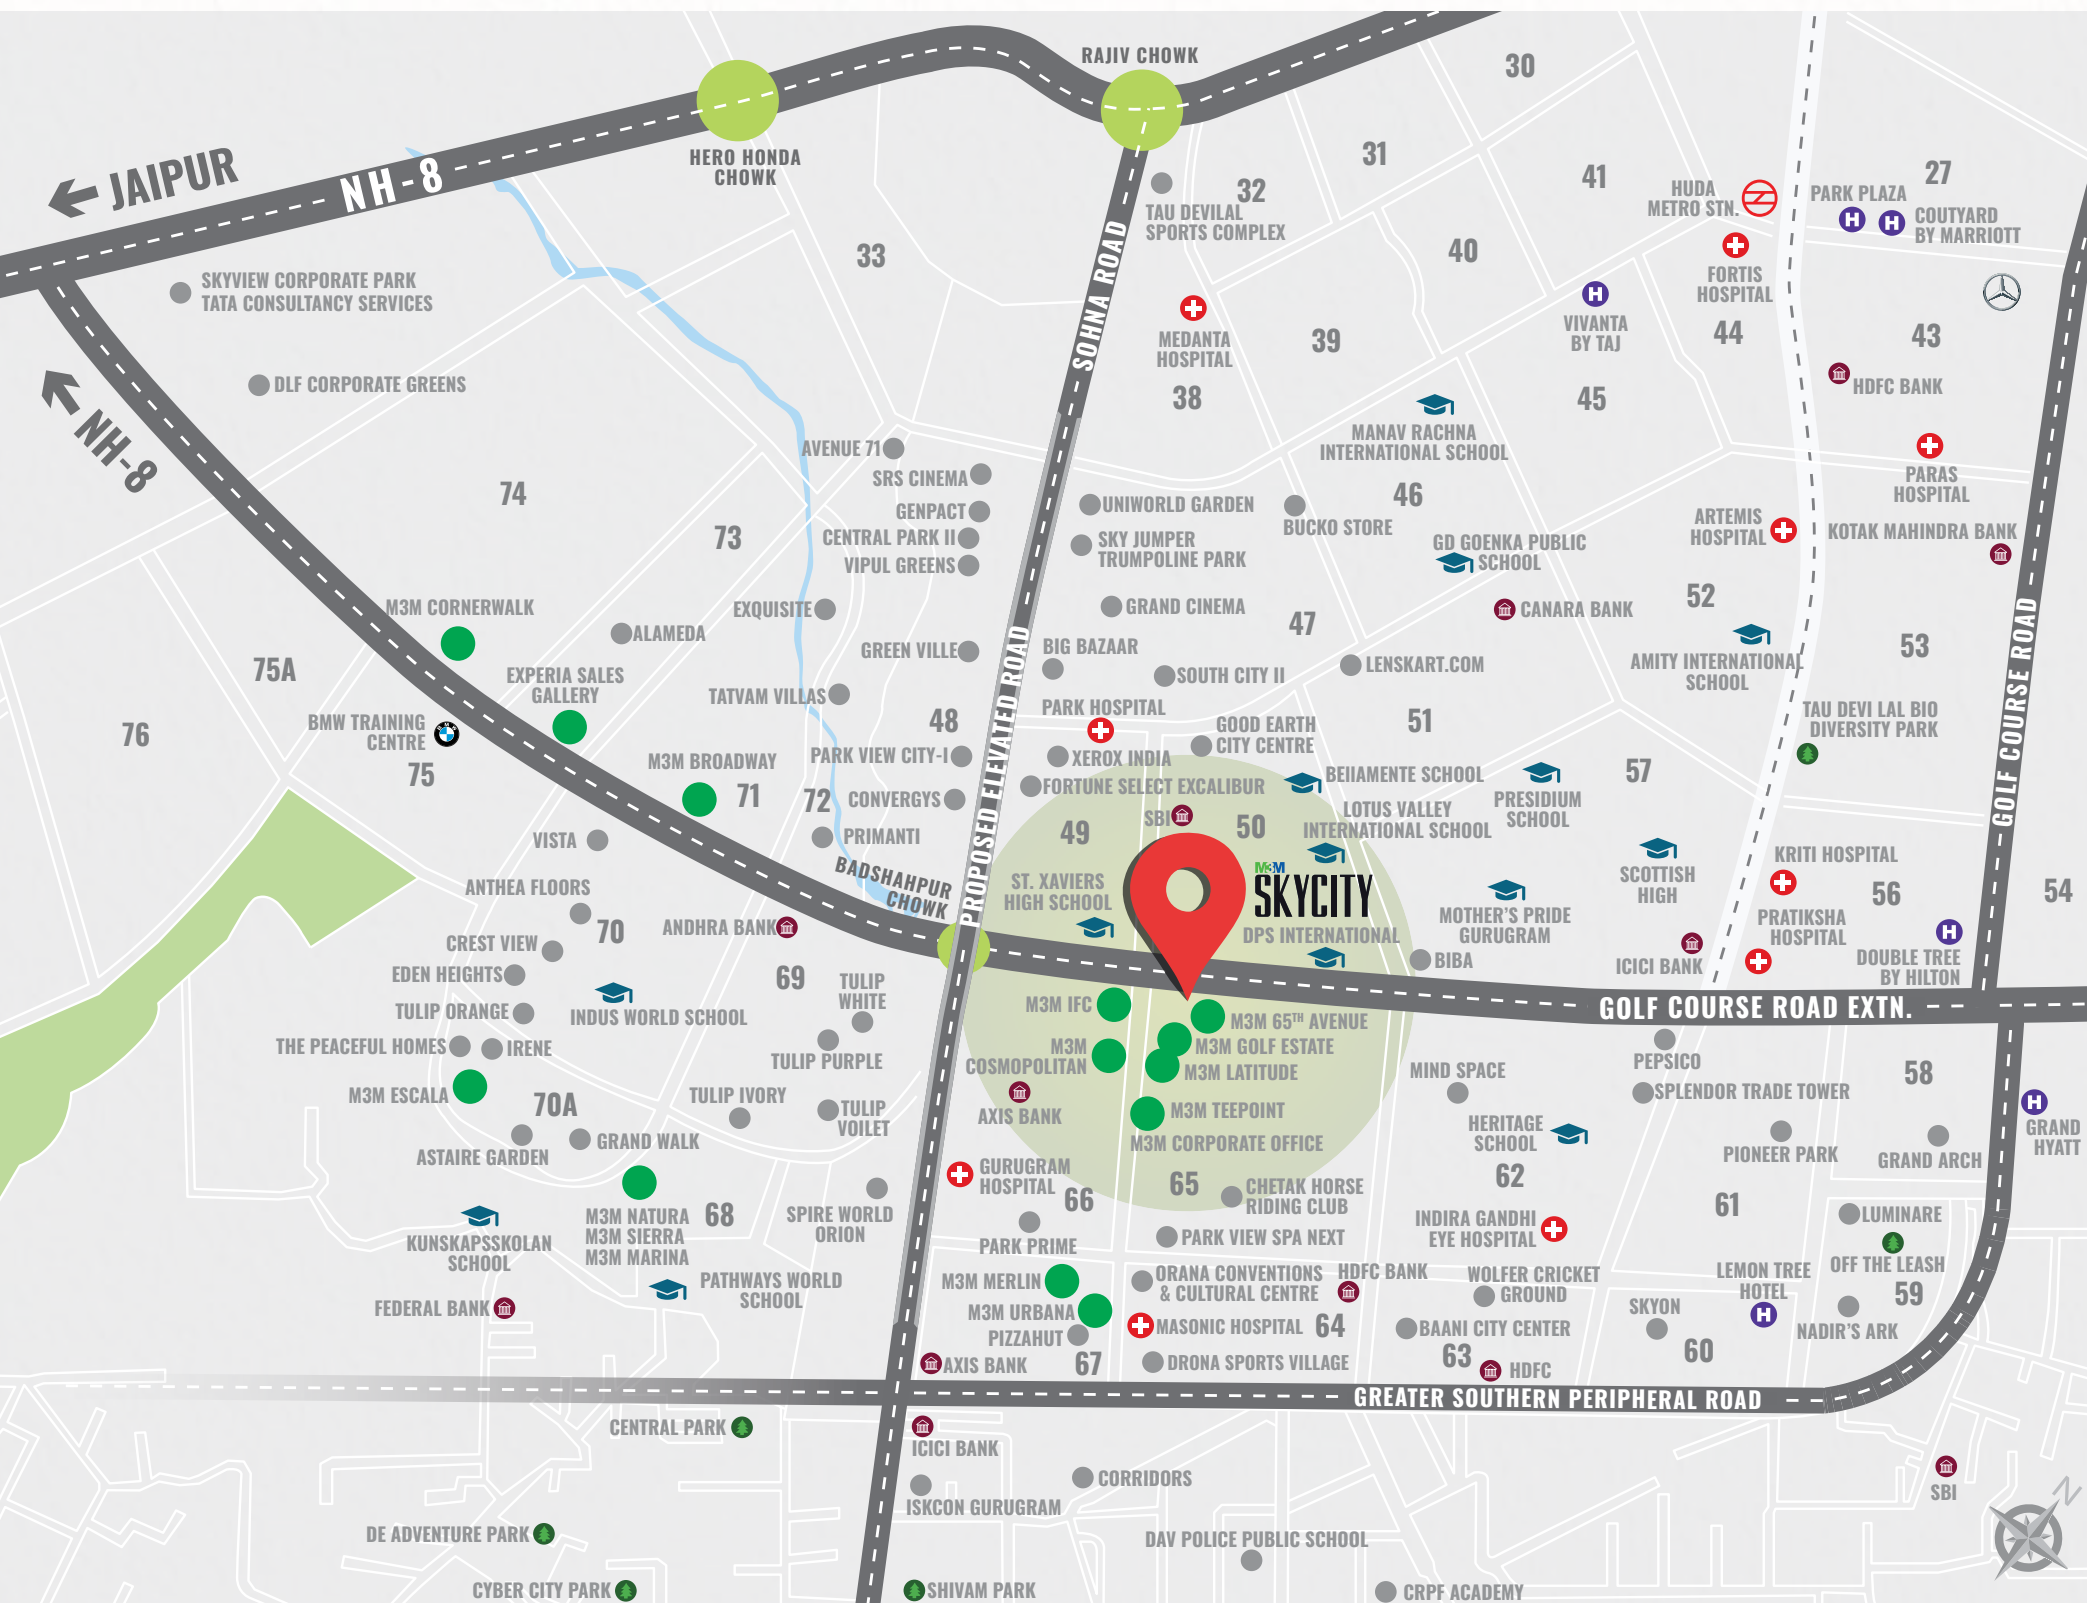 RAJIV CHOWK
30
HERO HONDA
CHOWK
JAIPUR
NH-8
31
41
27
HUDA
METRO STN.
PARK PLAZA
H
H
COUTYARD
BY MARRIOTT
32
TAU DEVILAL
SPORTS COMPLEX
33
40
SOHNA ROAD
SKYVIEW CORPORATE PARK
TATA CONSULTANCY SERVICES
FORTIS
HOSPITAL
H
VIVANTA
BY TAJ
MEDANTA
HOSPITAL
39
44
43
DLF CORPORATE GREENS
38
45
HDFC BANK
NH-8
MANAV RACHNA
INTERNATIONAL SCHOOL
AVENUE 71
SRS CINEMA
PARAS
HOSPITAL
74
46
GENPACT
UNIWORLD GARDEN
BUCKO STORE
73
CENTRAL PARK II
SKY JUMPER
TRUMPOLINE PARK
GD GOENKA PUBLIC
SCHOOL
ARTEMIS
HOSPITAL
KOTAK MAHINDRA BANK
VIPUL GREENS
M3M CORNERWALK
EXQUISITE
GRAND CINEMA
47
CANARA BANK
52
ALAMEDA
GREEN VILLE
BIG BAZAAR
LENSKART.COM
AMITY INTERNATIONAL
SCHOOL
53
GOLF COURSE ROAD
75A
EXPERIA SALES
GALLERY
SOUTH CITY II
TATVAM VILLAS
PROPOSED ELEVATED ROAD
PARK HOSPITAL
76
BMW TRAINING
CENTRE
BMW
48
GOOD EARTH
CITY CENTRE
51
TAU DEVI LAL BIO
DIVERSITY PARK
75
M3M BROADWAY
PARK VIEW CITY-I
XEROX INDIA
71
72
CONVERGYS
FORTUNE SELECT EXCALIBUR
BEIIAMENTE SCHOOL
PRESIDIUM
SCHOOL
57
SBI
49
50
LOTUS VALLEY
INTERNATIONAL SCHOOL
VISTA
PRIMANTI
BADSHAHPUR
CHOWK
ST. XAVIERS
HIGH SCHOOL
M3M
SKYCITY
SCOTTISH
HIGH
KRITI HOSPITAL
56
54
ANTHEA FLOORS
70
ANDHRA BANK
DPS INTERNATIONAL
MOTHER'S PRIDE
GURUGRAM
PRATIKSHA
HOSPITAL
H
DOUBLE TREE
BY HILTON
CREST VIEW
BIBA
ICICI BANK
EDEN HEIGHTS
69
TULIP
WHITE
TULIP ORANGE
INDUS WORLD SCHOOL
M3M IFC
M3M 65TH AVENUE
GOLF COURSE ROAD EXTN.
THE PEACEFUL HOMES
IRENE
TULIP PURPLE
M3M
COSMOPOLITAN
M3M GOLF ESTATE
M3M LATITUDE
MIND SPACE
PEPSICO
58
M3M ESCALA
70A
TULIP IVORY
TULIP
VOILET
AXIS BANK
M3M TEEPOINT
SPLENDOR TRADE TOWER
H
GRAND
HYATT
ASTAIRE GARDEN
GRAND WALK
M3M CORPORATE OFFICE
HERITAGE
SCHOOL
PIONEER PARK
GRAND ARCH
GURUGRAM
HOSPITAL
66
65
CHETAK HORSE
RIDING CLUB
62
61
M3M NATURA
M3M SIERRA
M3M MARINA
68
SPIRE WORLD
ORION
PARK PRIME
PARK VIEW SPA NEXT
INDIRA GANDHI
EYE HOSPITAL
LUMINARE
KUNSKAPSSKOLAN
SCHOOL
OFF THE LEASH
PATHWAYS WORLD
SCHOOL
M3M MERLIN
ORANA CONVENTIONS
& CULTURAL CENTRE
HDFC BANK
WOLFER CRICKET
GROUND
LEMON TREE
HOTEL
H
59
FEDERAL BANK
M3M URBANA
SKYON
NADIR'S ARK
PIZZAHUT
MASONIC HOSPITAL
64
BAANI CITY CENTER
AXIS BANK
67
DRONA SPORTS VILLAGE
63
HDFC
60
GREATER SOUTHERN PERIPHERAL ROAD
CENTRAL PARK
ICICI BANK
CORRIDORS
SBI
N
ISKCON GURUGRAM
DE ADVENTURE PARK
DAV POLICE PUBLIC SCHOOL
CYBER CITY PARK
SHIVAM PARK
CRPF ACADEMY